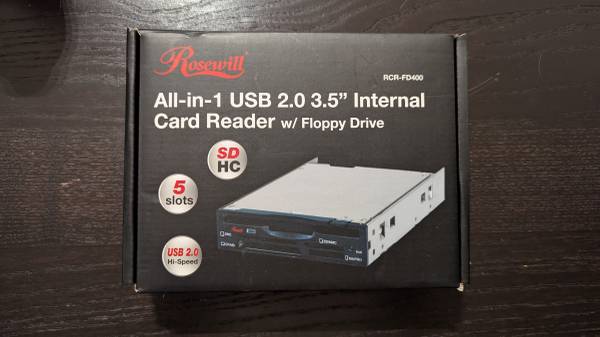 Rosewill
RCR-FD400
All-in-1 USB 2.0 3.5” Internal
Card Reader w/ Floppy Drive
SD
HC
5
slots
USB 2.0
Hi-Speed
Rosewill